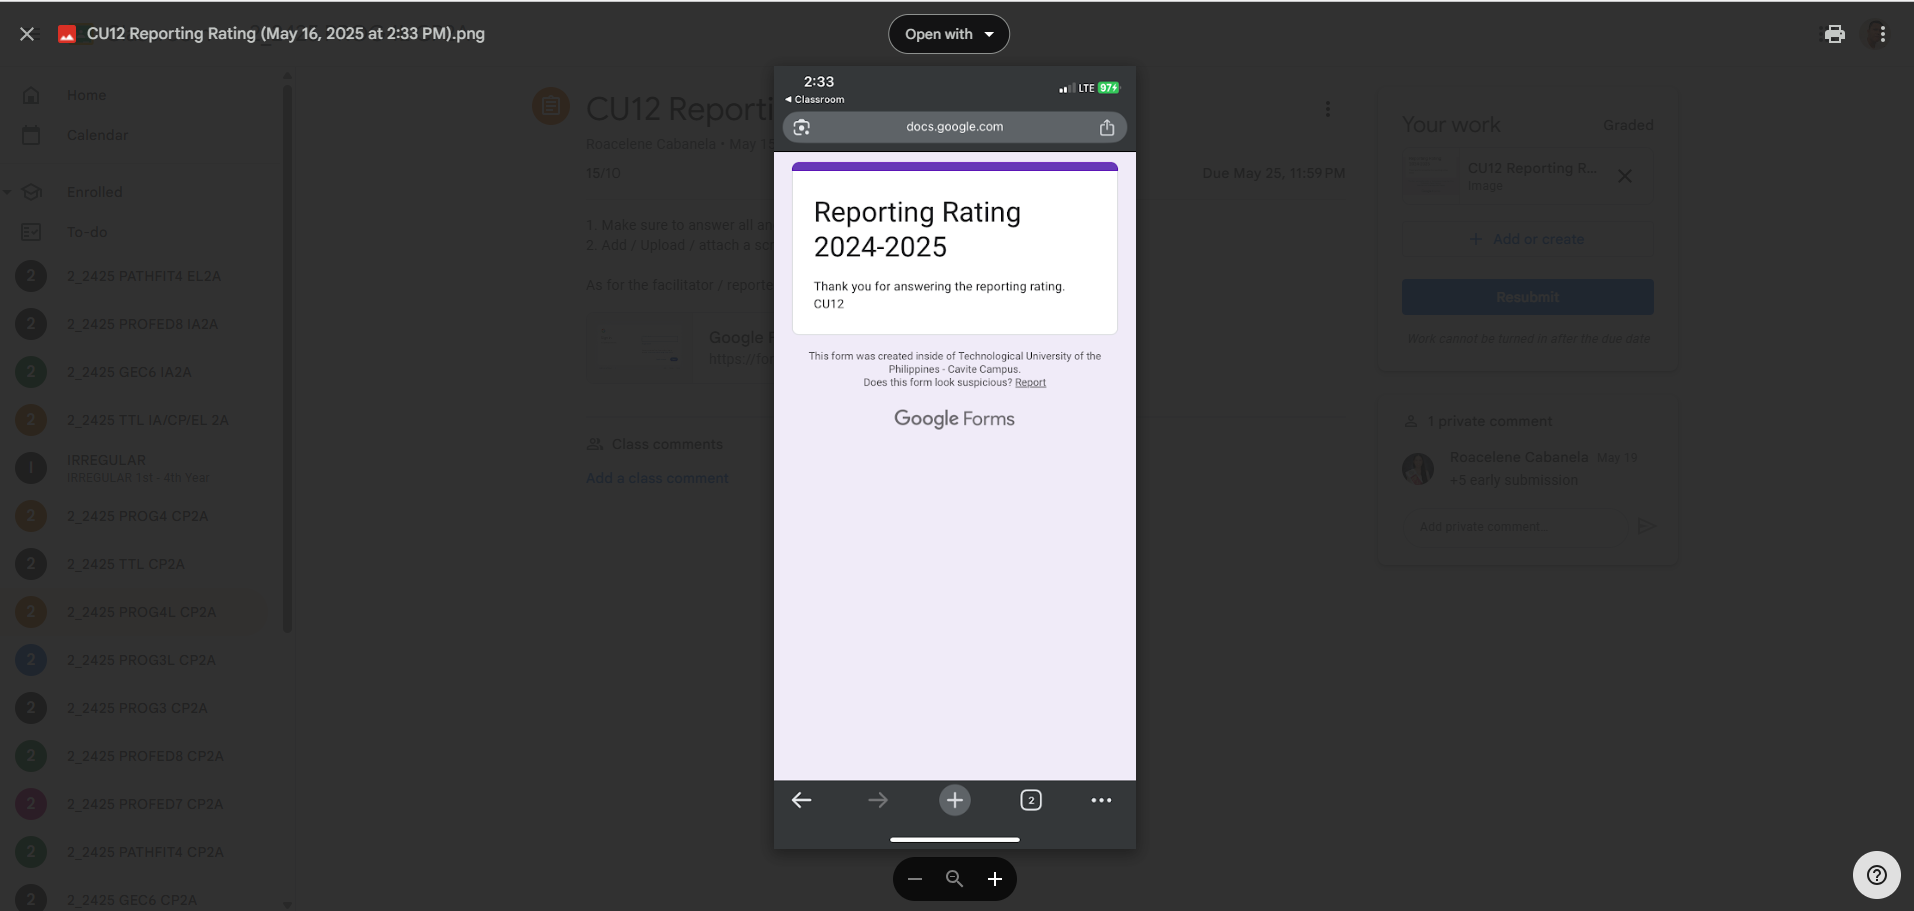 CU12 Reporting Rating (May 16, 2025 at 2:33 PM).png
Open with
Home
Calendar
Enrolled
To-do
2 2_2425 PATHFIT4 EL2A
2 2_2425 PROFED8 IA2A
2 2_2425 GEC6 IA2A
2 2_2425 TTL IA/CP/EL 2A
I IRREGULAR
IRREGULAR 1st - 4th Year
2 2_2425 PROG4 CP2A
2 2_2425 TTL CP2A
2 2_2425 PROG4L CP2A
2 2_2425 PROG3L CP2A
2 2_2425 PROG3 CP2A
2 2_2425 PROFED8 CP2A
2 2_2425 PROFED7 CP2A
2 2_2425 PATHFIT4 CP2A
2 2_2425 GEC6 CP2A
CU12 Reporti
Roacelene Cabanela • May 15
15/10
Due May 25, 11:59 PM
1. Make sure to answer all an
2. Add / Upload / attach a scr
As for the facilitator / reporte
Google F
https://fo
Class comments
Add a class comment
2:33
LTE 97
Classroom
docs.google.com
Reporting Rating
2024-2025
Thank you for answering the reporting rating.
CU12
This form was created inside of Technological University of the
Philippines - Cavite Campus.
Does this form look suspicious? Report
Google Forms
2
Your work
Graded
CU12 Reporting R...
Image
Add or create
Resubmit
Work cannot be turned in after the due date
1 private comment
Roacelene Cabanela May 19
+5 early submission
Add private comment...